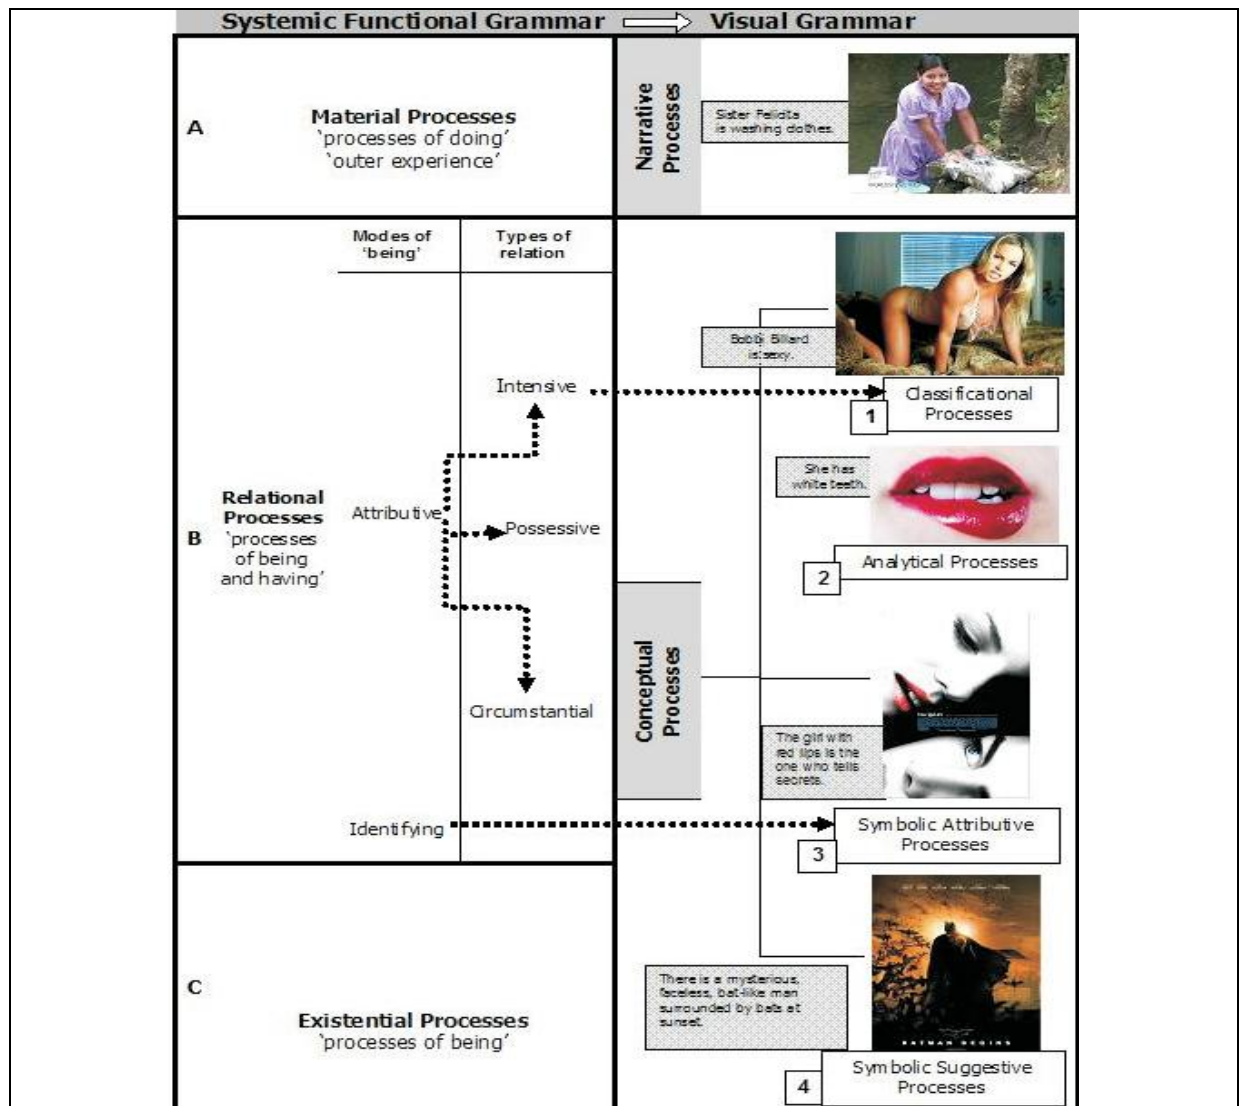 Systemic Functional Grammar Visual Grammar
A
Material Processes
‘processes of doing’
‘outer experience’
Narrative
Processes
Sister Felicita
is washing clothes.
Modes of
‘being’
Types of
relation
Bobbi Billard
is sexy.
Intensive
1
Classificational
Processes
She has
white teeth.
B
Relational
Processes
‘processes
of being
and having’
Attributive
Possessive
2
Analytical Processes
Circumstantial
Conceptual
Processes
The girl with
red lips is the
one who tells
secrets.
Identifying
3
Symbolic Attributive
Processes
C
Existential Processes
‘processes of being’
There is a mysterious,
faceless, bat-like man
surrounded by bats at
sunset.
BATMAN BEGINS
4
Symbolic Suggestive
Processes